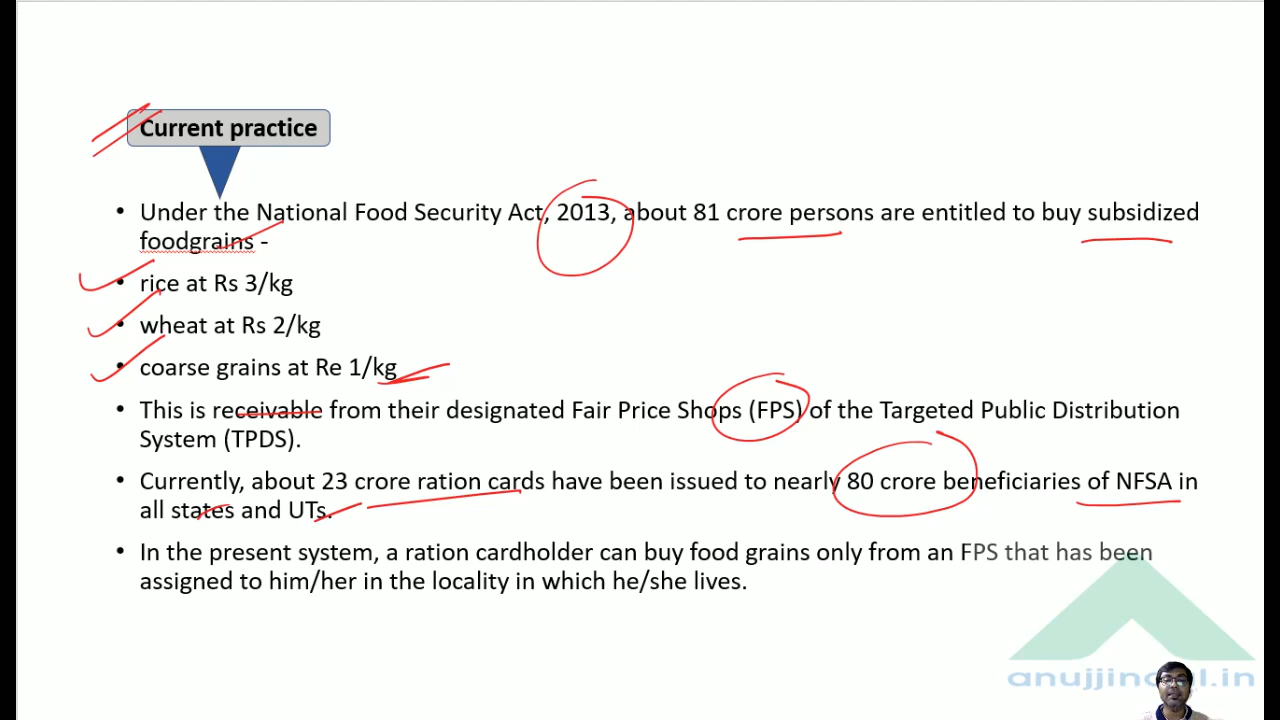 Current practice
• Under the National Food Security Act, 2013, about 81 crore persons are entitled to buy subsidized
foodgrains -
• rice at Rs 3/kg
• wheat at Rs 2/kg
• coarse grains at Re 1/kg
• This is receivable from their designated Fair Price Shops (FPS) of the Targeted Public Distribution
System (TPDS).
• Currently, about 23 crore ration cards have been issued to nearly 80 crore beneficiaries of NFSA in
all states and UTs.
• In the present system, a ration cardholder can buy food grains only from an FPS that has been
assigned to him/her in the locality in which he/she lives.